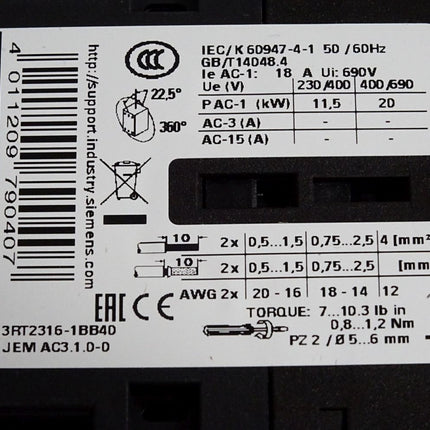 4 011209 790407
http://support.industry.siemens.com
CCC
IEC/K 60947-4-1 50/60Hz
GB/T14048.4
Ie AC-1: 18 A Ui: 690V
Ue (V) 230/400 400/690
P AC-1 (kW) 11,5 20
AC-3 (A) - -
AC-15 (A) - -
22,5°
360°
10 2x 0,5...1,5 0,75...2,5 4 [mm²
10 2x 0,5...1,5 0,75...2,5 [mm
AWG 2x 20 - 16 18 - 14 12
EAC CE
TORQUE: 7...10.3 lb in
0,8...1,2 Nm
PZ 2 / Ø 5...6 mm
3RT2316-1BB40
JEM AC3.1.0-0